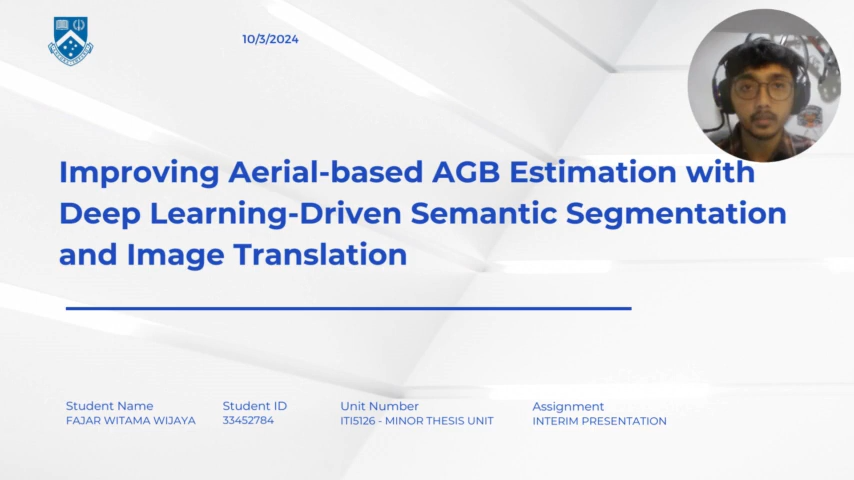 10/3/2024
Improving Aerial-based AGB Estimation with
Deep Learning-Driven Semantic Segmentation
and Image Translation
Student Name
FAJAR WITAMA WIJAYA
Student ID
33452784
Unit Number
ITI5126 - MINOR THESIS UNIT
Assignment
INTERIM PRESENTATION